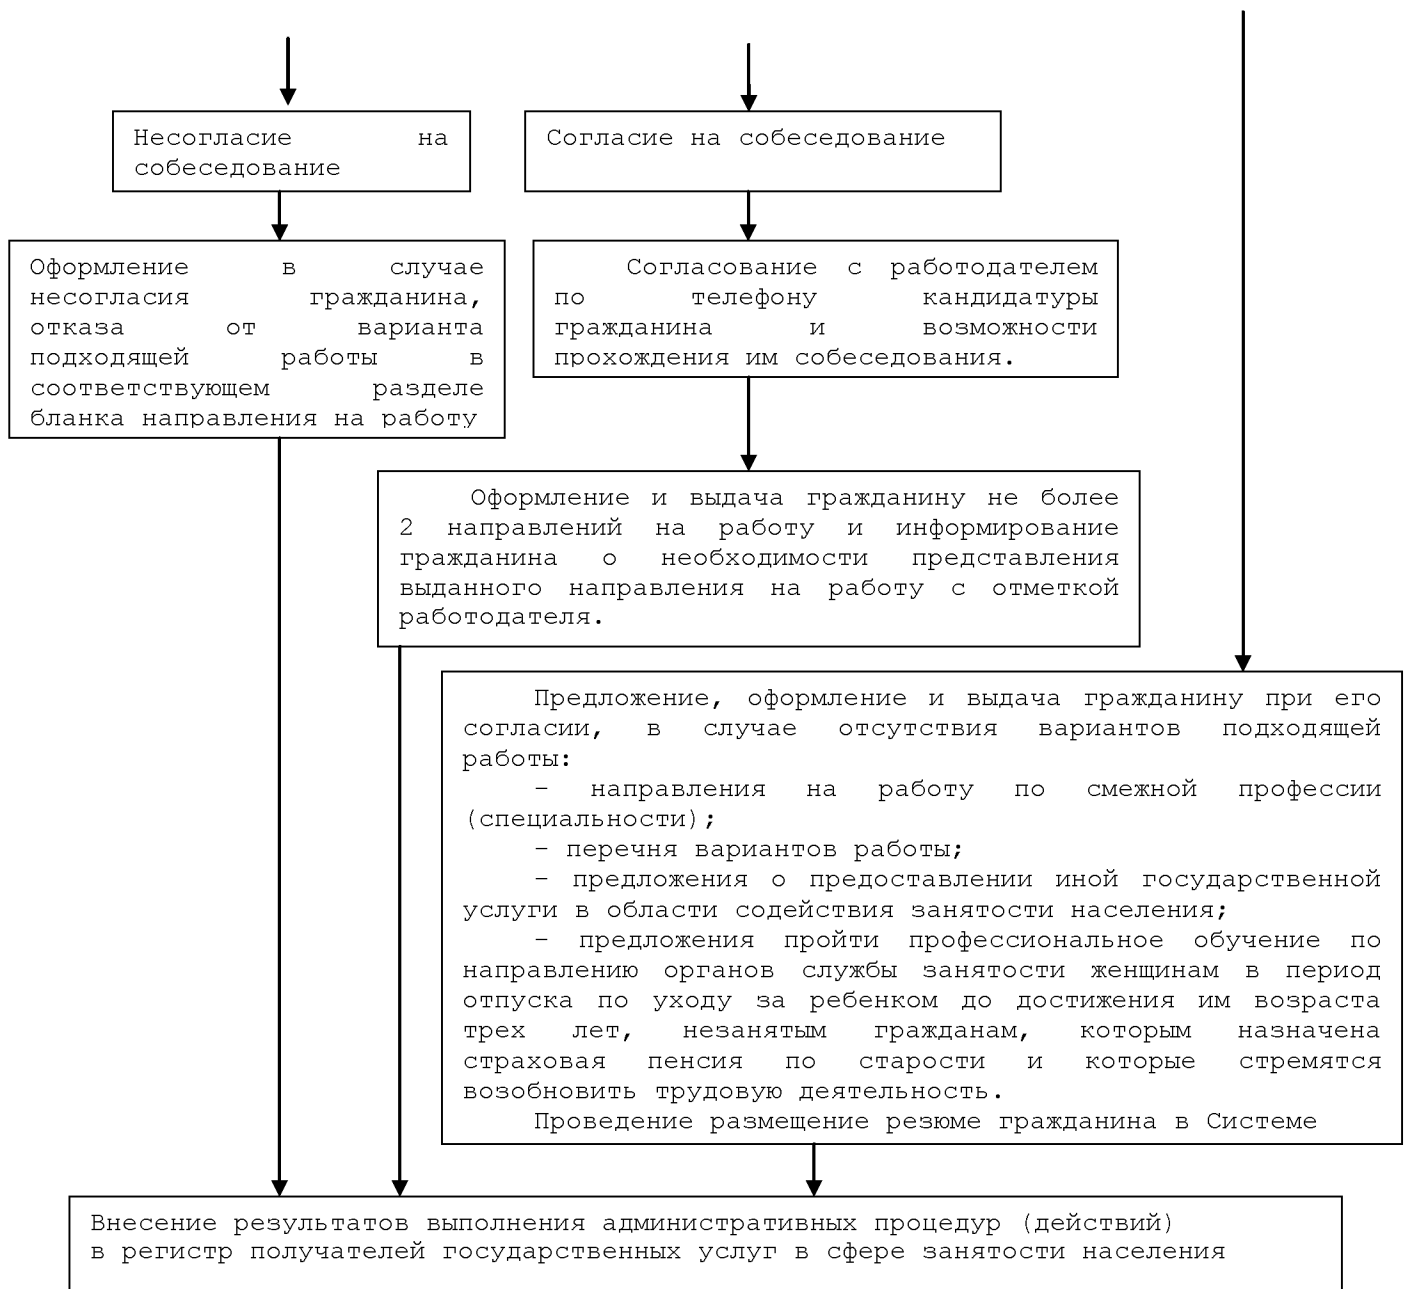 Несогласие на
собеседование
Согласие на собеседование
Оформление в случае
несогласия гражданина,
отказа от варианта
подходящей работы в
соответствующем разделе
бланка направления на работу
Согласование с работодателем
по телефону кандидатуры
гражданина и возможности
прохождения им собеседования.
Оформление и выдача гражданину не более
2 направлений на работу и информирование
гражданина о необходимости представления
выданного направления на работу с отметкой
работодателя.
Предложение, оформление и выдача гражданину при его
согласии, в случае отсутствия вариантов подходящей
работы:
- направления на работу по смежной профессии
(специальности);
- перечня вариантов работы;
- предложения о предоставлении иной государственной
услуги в области содействия занятости населения;
- предложения пройти профессиональное обучение по
направлению органов службы занятости женщинам в период
отпуска по уходу за ребенком до достижения им возраста
трех лет, незанятым гражданам, которым назначена
страховая пенсия по старости и которые стремятся
возобновить трудовую деятельность.
Проведение размещение резюме гражданина в Системе
Внесение результатов выполнения административных процедур (действий)
в регистр получателей государственных услуг в сфере занятости населения